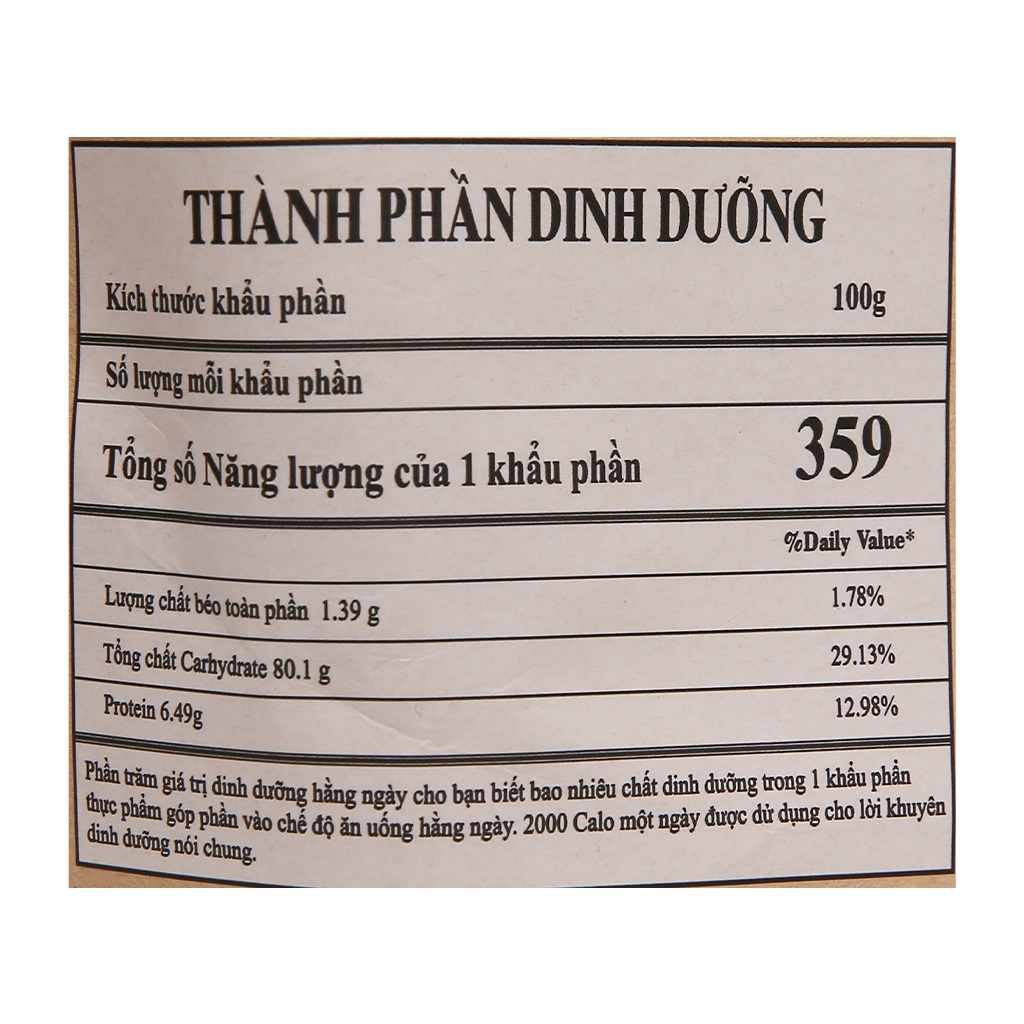 THÀNH PHẦN DINH DƯỠNG
Kích thước khẩu phần 100g
Số lượng mỗi khẩu phần
Tổng số Năng lượng của 1 khẩu phần 359
%Daily Value*
Lượng chất béo toàn phần 1.39 g 1.78%
Tổng chất Carhydrate 80.1 g 29.13%
Protein 6.49g 12.98%
Phần trăm giá trị dinh dưỡng hằng ngày cho bạn biết bao nhiêu chất dinh dưỡng trong 1 khẩu phần
thực phẩm góp phần vào chế độ ăn uống hằng ngày. 2000 Calo một ngày được dử dụng cho lời khuyên
dinh dưỡng nói chung.